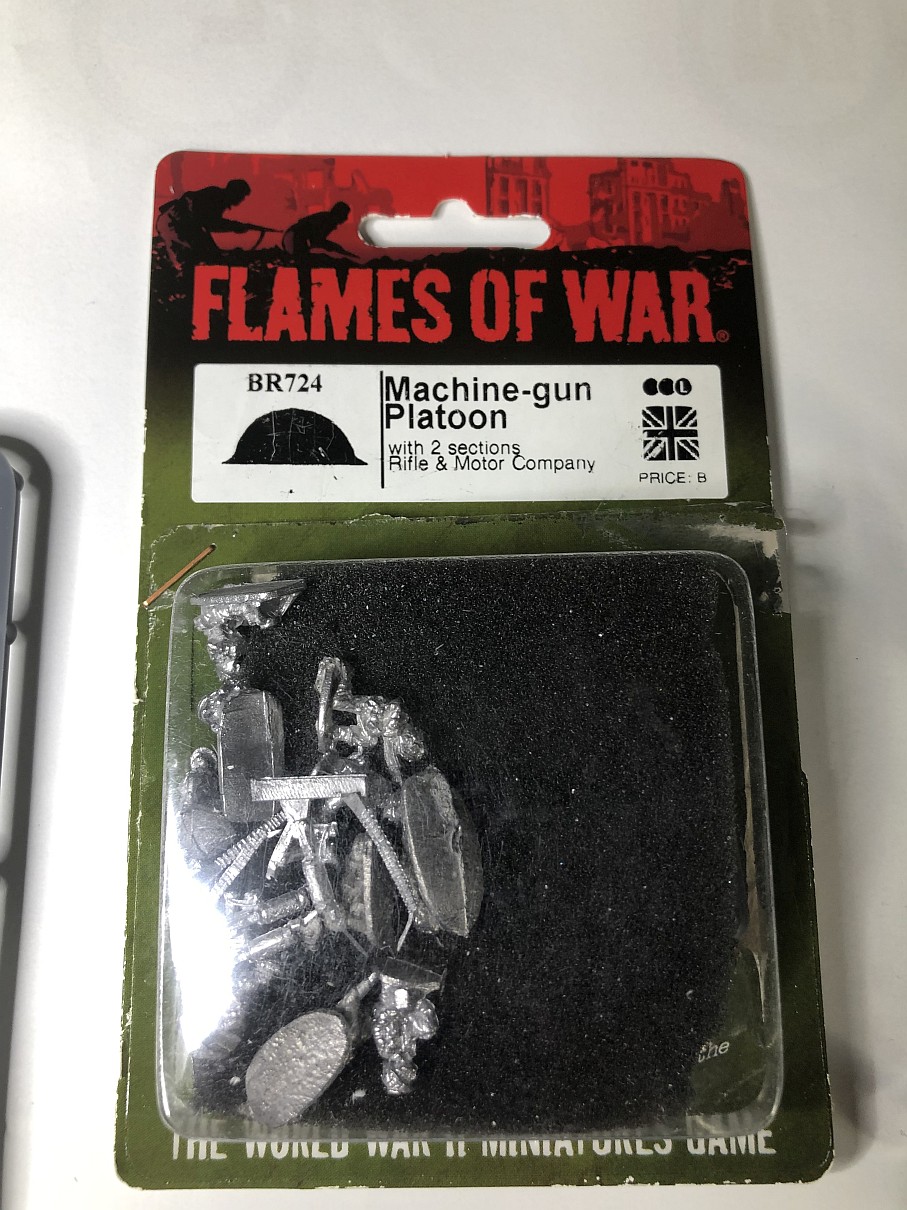 FLAMES OF WAR®
BR724
Machine-gun
Platoon
with 2 sections
Rifle & Motor Company
L
PRICE: B
the
THE WORLD WAR II MINIATURES GAME